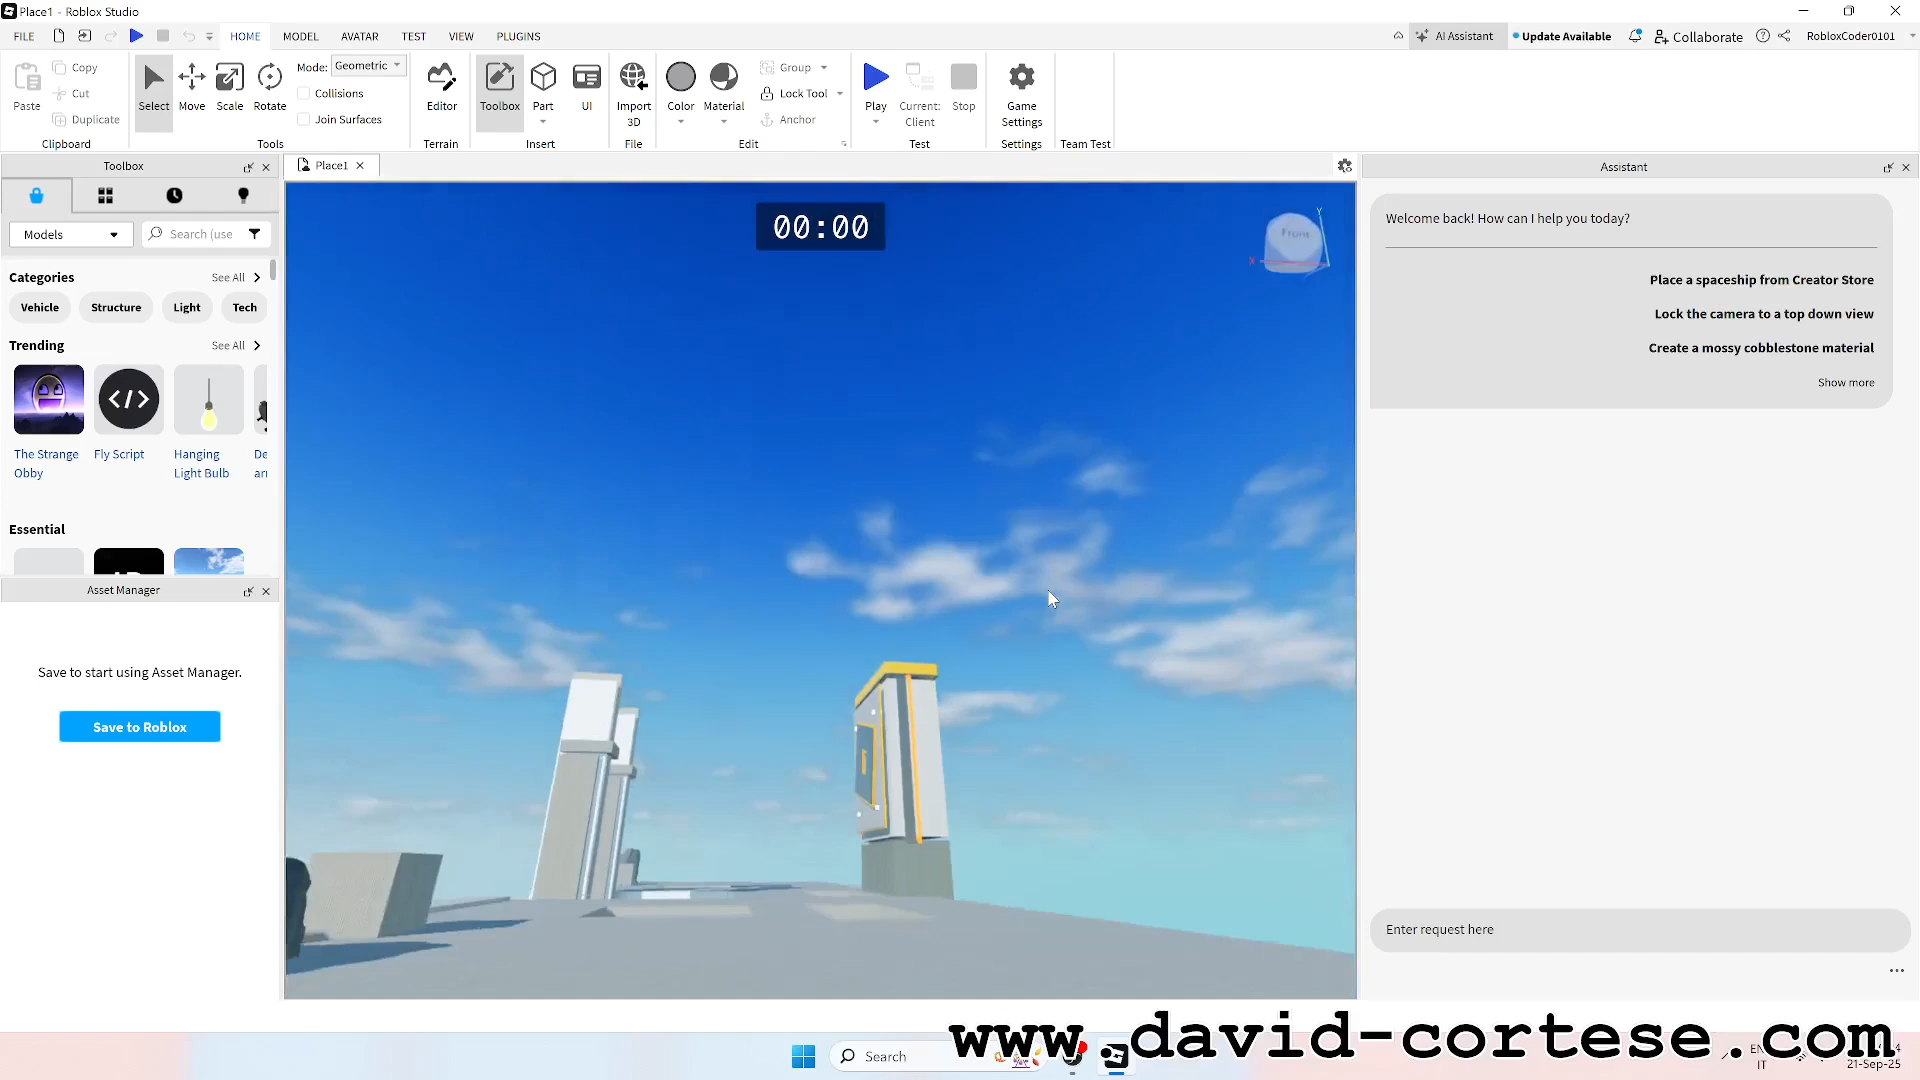 Place1 - Roblox Studio
FILE HOME MODEL AVATAR TEST VIEW PLUGINS AI Assistant Update Available Collaborate RobloxCoder0101
Paste Copy Cut Duplicate Clipboard
Select Move Scale Rotate Mode: Geometric Collisions Join Surfaces Tools
Editor Terrain
Toolbox Part UI Insert
Import 3D File
Color Material Group Lock Tool Anchor Edit
Play Current: Client Stop Test
Game Settings Settings
Team Test
Toolbox
Models Search (use
Categories See All
Vehicle Structure Light Tech
Trending See All
The Strange Obby
Fly Script
Hanging Light Bulb
Essential
Asset Manager
Save to start using Asset Manager.
Save to Roblox
Place1
00:00
Front
Y
X
Assistant
Welcome back! How can I help you today?
Place a spaceship from Creator Store
Lock the camera to a top down view
Create a mossy cobblestone material
Show more
Enter request here
www.david-cortese.com
Search
IT
21-Sep-25